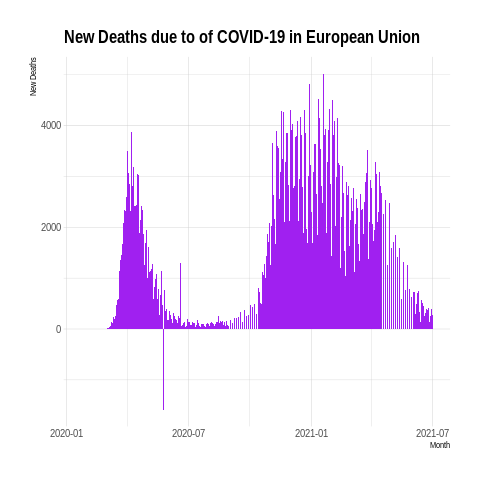 New Deaths due to of COVID-19 in European Union
New Deaths
4000
2000
0
2020-01
2020-07
2021-01
2021-07
Month